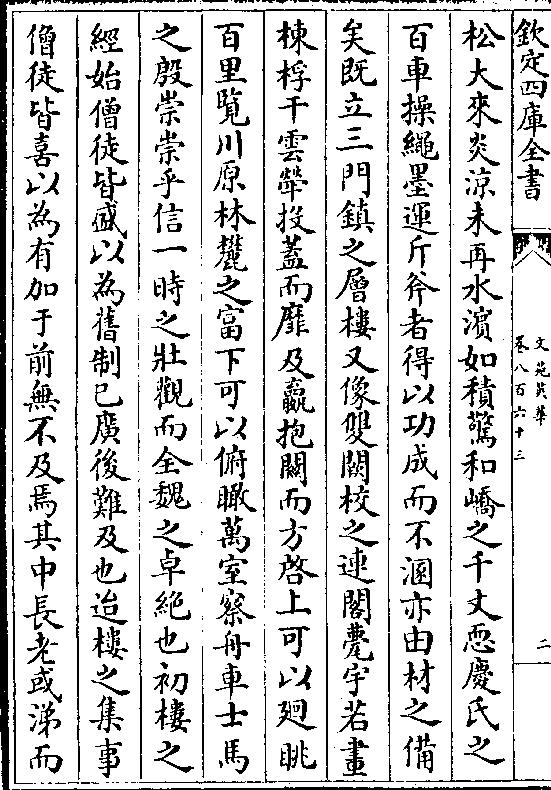 欽定四庫全書
文苑英華
卷八百六十三
二
松大來炎涼未再水濱如積驚和嶠之千丈恧慶氏之
百車操繩墨運斤斧者得以功成而不溷亦由材之備
矣既立三門鎮之層樓又像雙闕校之連閣甍宇若畫
棟桴干雲犖投蓋而靡及羸抱關而方啓上可以廻眺
百里覧川原林麓之富下可以俯瞰萬室察舟車士馬
之殷崇崇乎信一時之壯觀而全魏之卓絶也初樓之
經始僧徒皆慼以為舊制已廣後難及也迨樓之集事
僧徒皆喜以為有加于前無不及焉其中長老或涕而